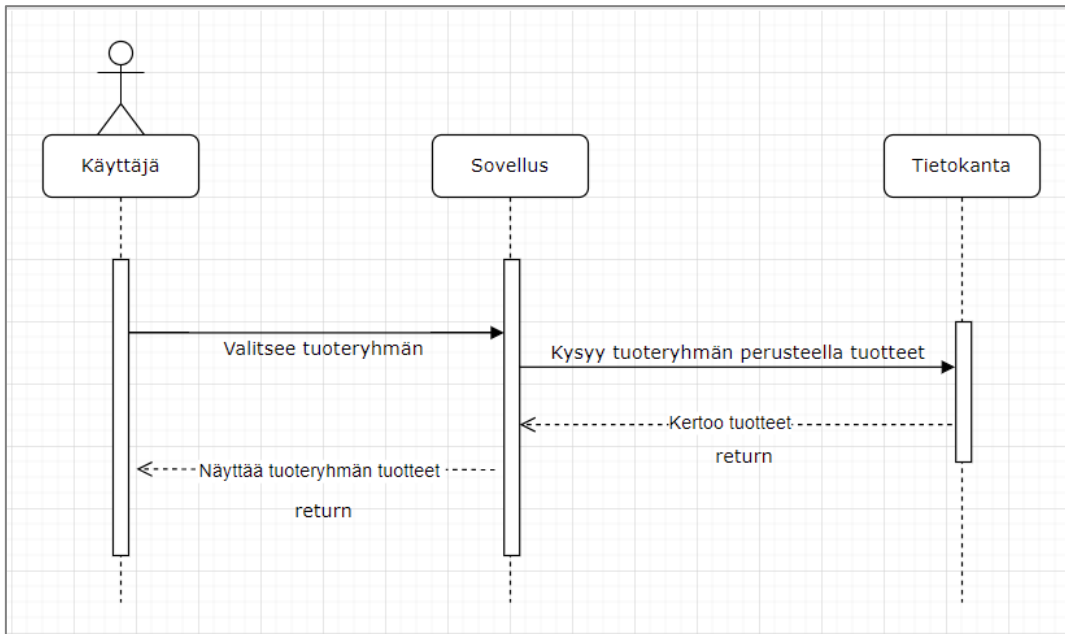 Käyttäjä
Sovellus
Tietokanta
Valitsee tuoteryhmän
Kysyy tuoteryhmän perusteella tuotteet
Kertoo tuotteet
return
Näyttää tuoteryhmän tuotteet
return